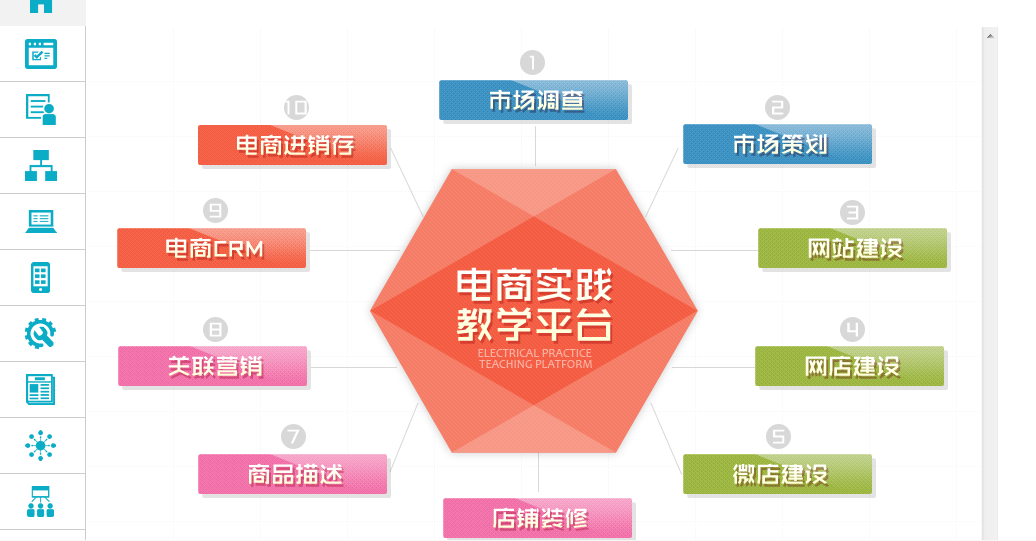 1
市场调查
2
市场策划
3
网站建设
4
网店建设
5
微店建设
店铺装修
7
商品描述
8
关联营销
9
电商CRM
10
电商进销存
电商实践
教学平台
ELECTRICAL PRACTICE
TEACHING PLATFORM